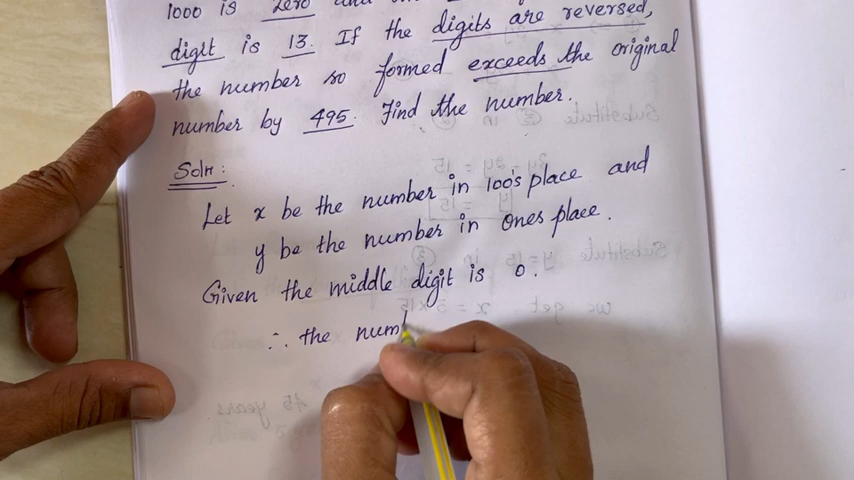 1000 is zero and the
digit is 13. If the digits are reversed,
the number so formed exceeds the original
number by 495. Find the number.
Soln:
Let x be the number in 100's place and
y be the number in ones place.
Given the middle digit is 0.
∴ the num